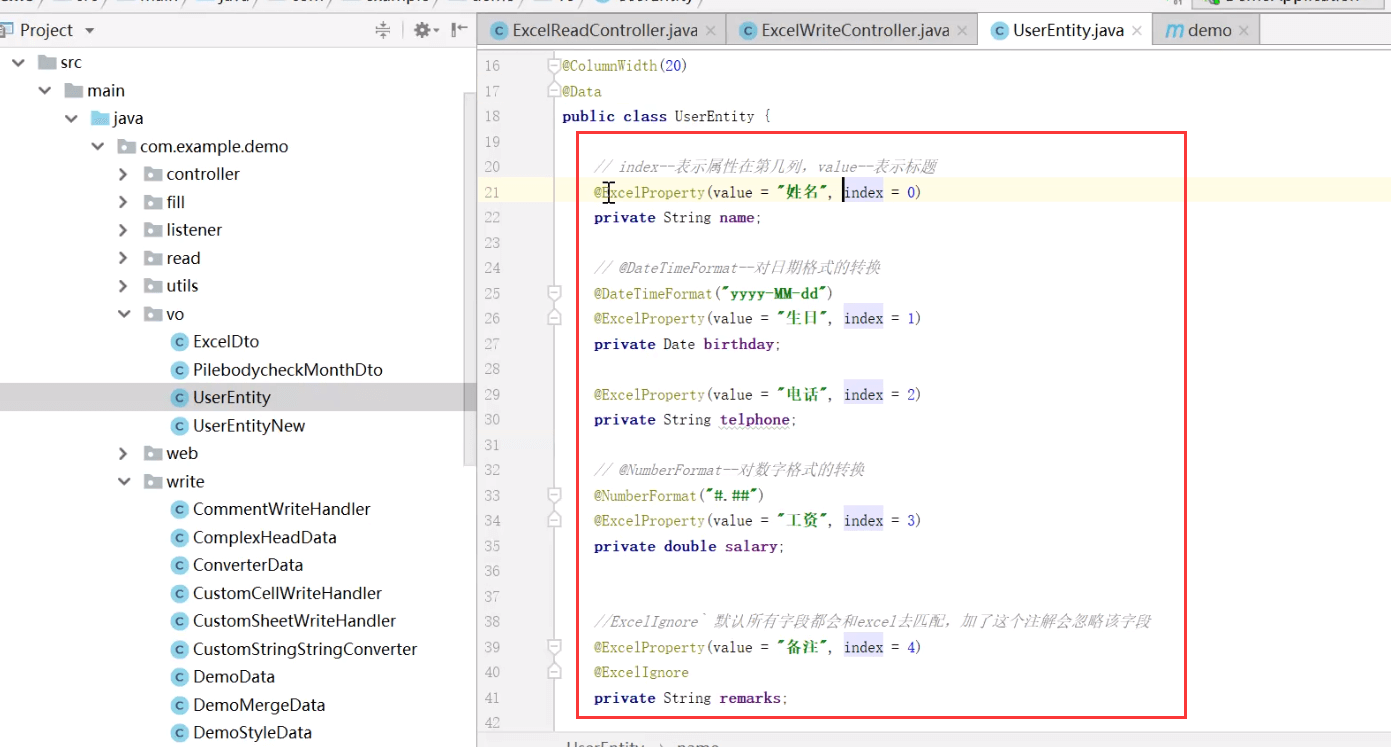 Project
ExcelReadController.java
ExcelWriteController.java
UserEntity.java
demo
src
main
java
com.example.demo
controller
fill
listener
read
utils
vo
ExcelDto
PilebodycheckMonthDto
UserEntity
UserEntityNew
web
write
CommentWriteHandler
ComplexHeadData
ConverterData
CustomCellWriteHandler
CustomSheetWriteHandler
CustomStringStringConverter
DemoData
DemoMergeData
DemoStyleData
16 @ColumnWidth(20)
17 @Data
18 public class UserEntity {
19
20 // index--表示属性在第几列，value--表示标题
21 @ExcelProperty(value = "姓名", index = 0)
22 private String name;
23
24 // @DateTimeFormat--对日期格式的转换
25 @DateTimeFormat("yyyy-MM-dd")
26 @ExcelProperty(value = "生日", index = 1)
27 private Date birthday;
28
29 @ExcelProperty(value = "电话", index = 2)
30 private String telphone;
31
32 // @NumberFormat--对数字格式的转换
33 @NumberFormat("#.##")
34 @ExcelProperty(value = "工资", index = 3)
35 private double salary;
36
37
38 //ExcelIgnore` 默认所有字段都会和excel去匹配，加了这个注解会忽略该字段
39 @ExcelProperty(value = "备注", index = 4)
40 @ExcelIgnore
41 private String remarks;
42